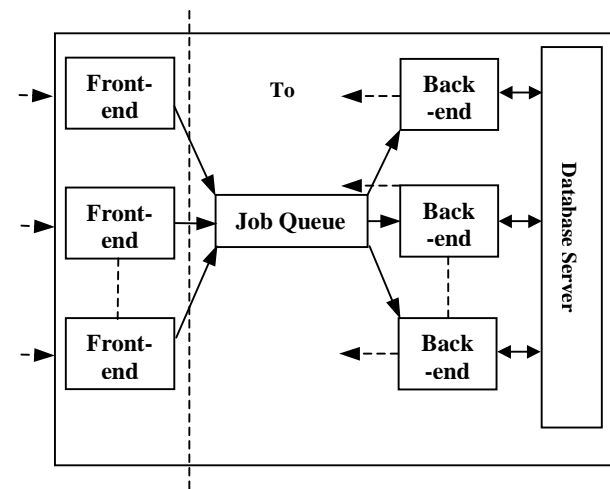 Front-
end
To
Back
-end
Front-
end
Job Queue
Back
-end
Database Server
Front-
end
Back
-end